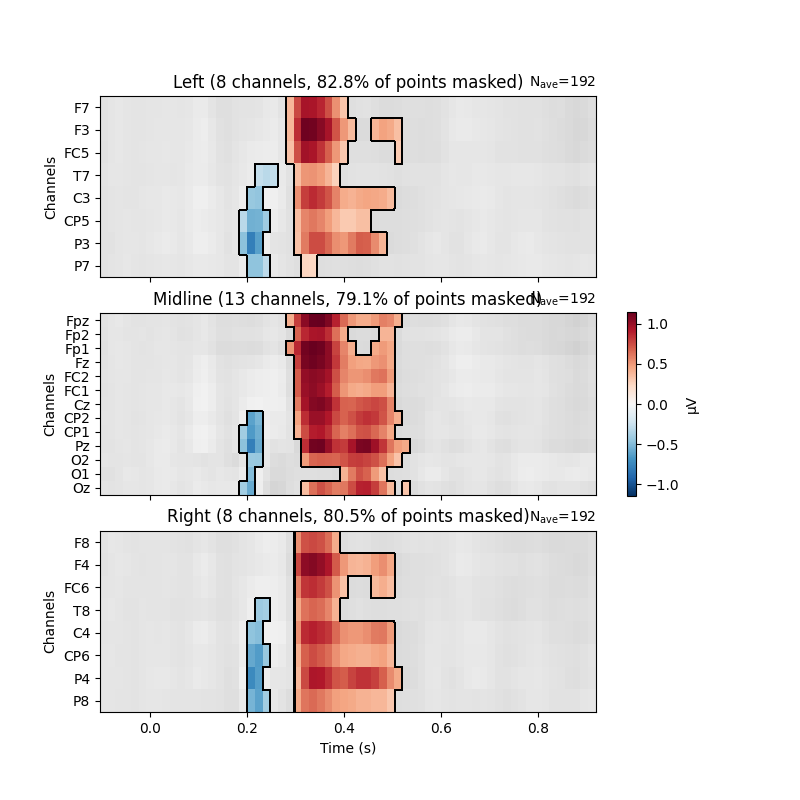 Left (8 channels, 82.8% of points masked) Nave=192
Channels
F7
F3
FC5
T7
C3
CP5
P3
P7
Midline (13 channels, 79.1% of points masked) Nave=192
Channels
Fpz
Fp2
Fp1
Fz
FC2
FC1
Cz
CP2
CP1
Pz
O2
O1
Oz
1.0
0.5
0.0
−0.5
−1.0
µV
Right (8 channels, 80.5% of points masked) Nave=192
Channels
F8
F4
FC6
T8
C4
CP6
P4
P8
0.0 0.2 0.4 0.6 0.8
Time (s)